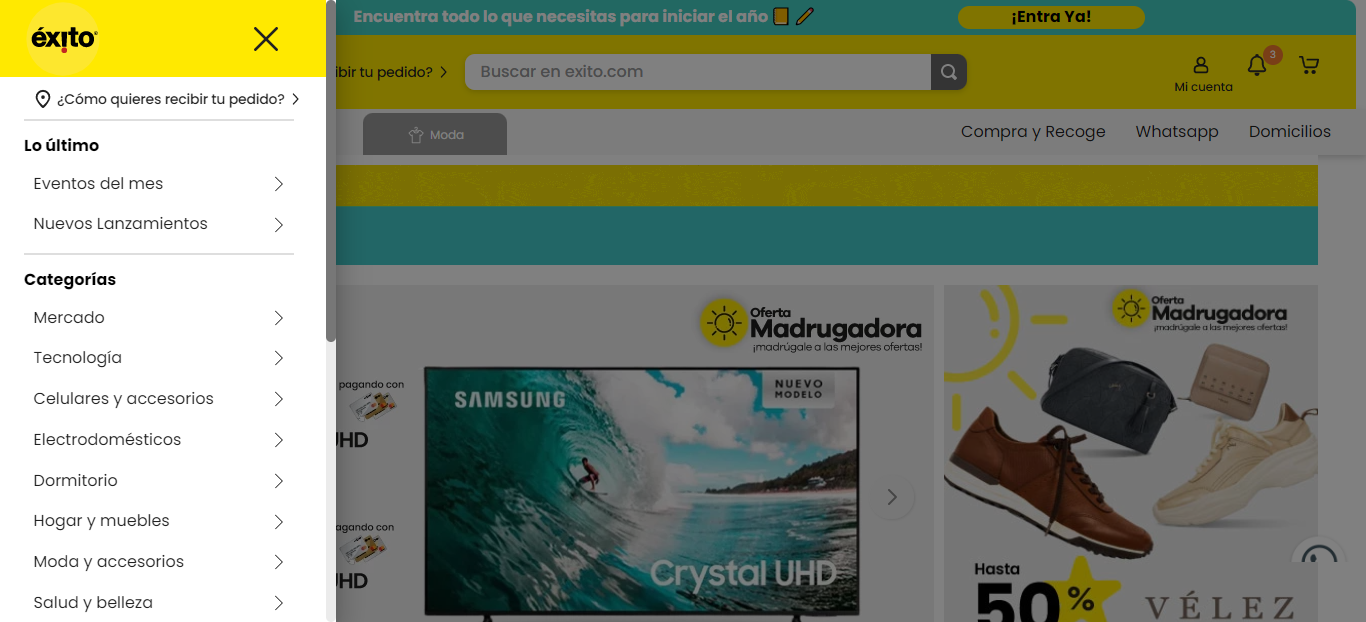 éxito
¿Cómo quieres recibir tu pedido?
Lo último
Eventos del mes
Nuevos Lanzamientos
Categorías
Mercado
Tecnología
Celulares y accesorios
Electrodomésticos
Dormitorio
Hogar y muebles
Moda y accesorios
Salud y belleza
Encuentra todo lo que necesitas para iniciar el año
¡Entra Ya!
ibir tu pedido?
Buscar en exito.com
Mi cuenta
3
Moda
Compra y Recoge
Whatsapp
Domicilios
Oferta
Madrugadora
¡madrúgale a las mejores ofertas!
pagando con
UHD
pagando con
UHD
SAMSUNG
NUEVO
MODELO
Crystal UHD
Oferta
Madrugadora
¡madrúgale a las mejores ofertas!
Hasta
50%
VÉLEZ